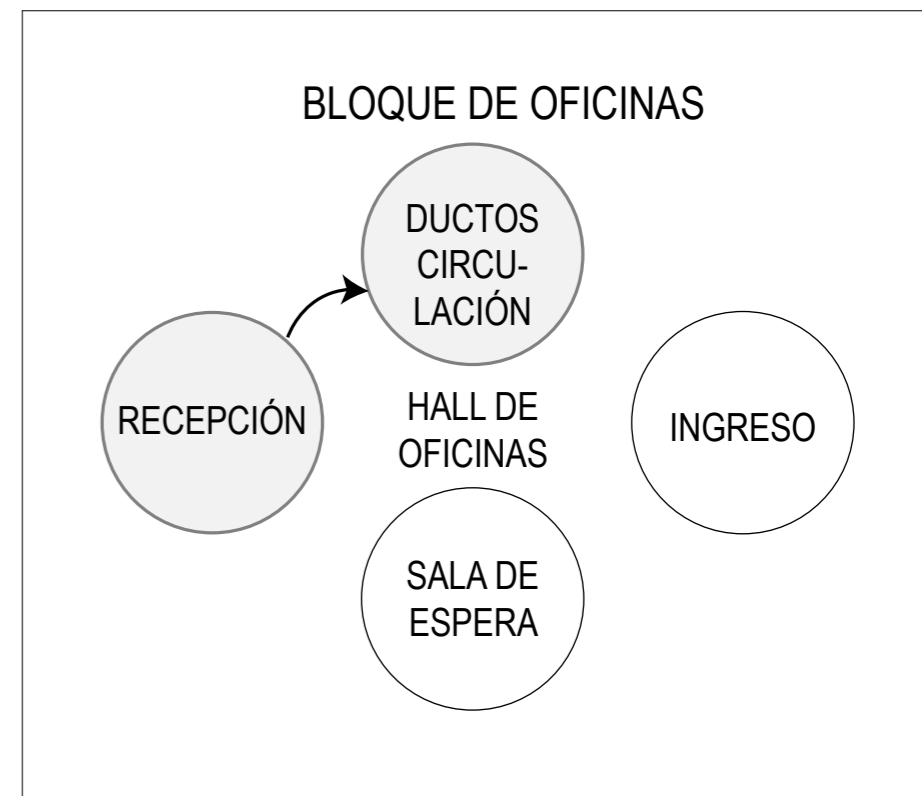 BLOQUE DE OFICINAS
DUCTOS
CIRCU-
LACIÓN
RECEPCIÓN
HALL DE
OFICINAS
INGRESO
SALA DE
ESPERA